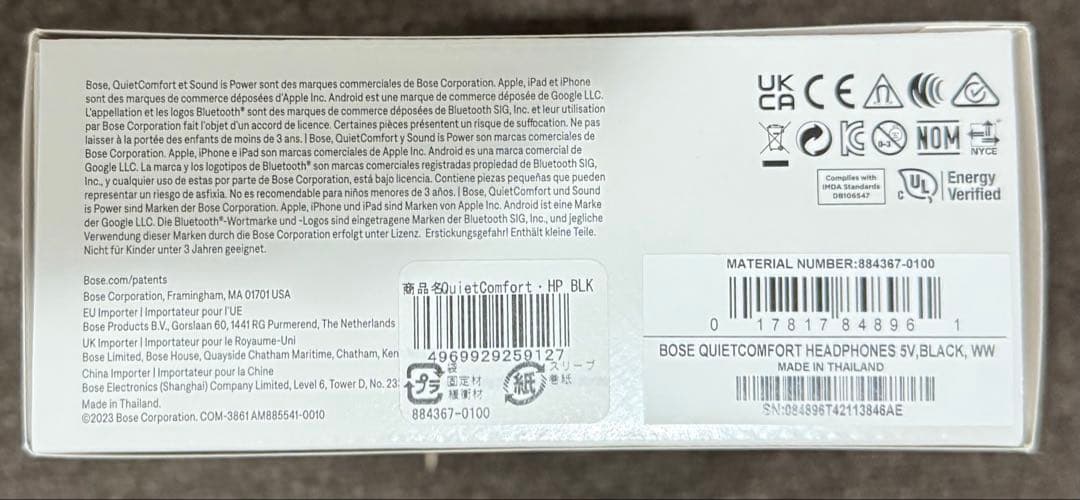 Bose, QuietComfort et Sound is Power sont des marques commerciales de Bose Corporation. Apple, iPad et iPhone
sont des marques de commerce déposées d'Apple Inc. Android est une marque de commerce déposée de Google LLC.
L'appellation et les logos Bluetooth® sont des marques de commerce déposées de Bluetooth SIG, Inc. et leur utilisation
par Bose Corporation fait l'objet d'un accord de licence. Certaines pièces présentent un risque de suffocation. Ne pas
laisser à la portée des enfants de moins de 3 ans. | Bose, QuietComfort y Sound is Power son marcas comerciales de
Bose Corporation. Apple, iPhone e iPad son marcas comerciales de Apple Inc. Android es una marca comercial de
Google LLC. La marca y los logotipos de Bluetooth® son marcas comerciales registradas propiedad de Bluetooth SIG,
Inc., y cualquier uso de estas por parte de Bose Corporation, está bajo licencia. Contiene piezas pequeñas que pueden
representar un riesgo de asfixia. No es recomendable para niños menores de 3 años. | Bose, QuietComfort und Sound
is Power sind Marken der Bose Corporation. Apple, iPhone und iPad sind Marken von Apple Inc. Android ist eine Marke
der Google LLC. Die Bluetooth®-Wortmarke und -Logos sind eingetragene Marken der Bluetooth SIG, Inc., und jegliche
Verwendung dieser Marken durch die Bose Corporation erfolgt unter Lizenz. Erstickungsgefahr! Enthält kleine Teile.
Nicht für Kinder unter 3 Jahren geeignet.
Bose.com/patents
Bose Corporation, Framingham, MA 01701 USA
EU Importer | Importateur pour l'UE
Bose Products B.V., Gorslaan 60, 1441 RG Purmerend, The Netherlands
UK Importer | Importateur pour le Royaume-Uni
Bose Limited, Bose House, Quayside Chatham Maritime, Chatham, Ken
China Importer | Importateur pour la Chine
Bose Electronics (Shanghai) Company Limited, Level 6, Tower D, No. 23
Made in Thailand.
©2023 Bose Corporation. COM-3861 AM885541-0010
商品名QuietComfort・HP BLK
4969929259127
プラ
袋
固定材
緩衝材
紙
スリーブ
巻紙
884367-0100
UK
CA
CE
0-3
NOM
NYCE
Complies with
IMDA Standards
DB106547
c UL
Energy
Verified
MATERIAL NUMBER:884367-0100
0 17817 84896 1
BOSE QUIETCOMFORT HEADPHONES 5V,BLACK, WW
MADE IN THAILAND
SN:084896T42113846AE